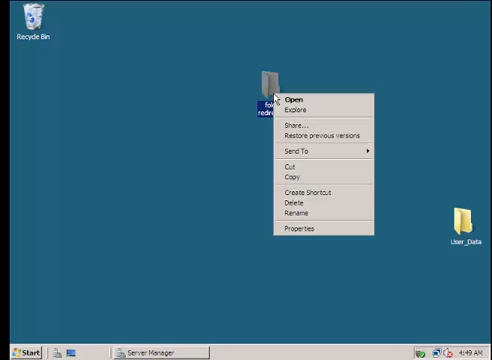 Recycle Bin
Open
Explore
Share...
Restore previous versions
Send To
Cut
Copy
Create Shortcut
Delete
Rename
Properties
User_Data
Start
Server Manager
4:49 AM